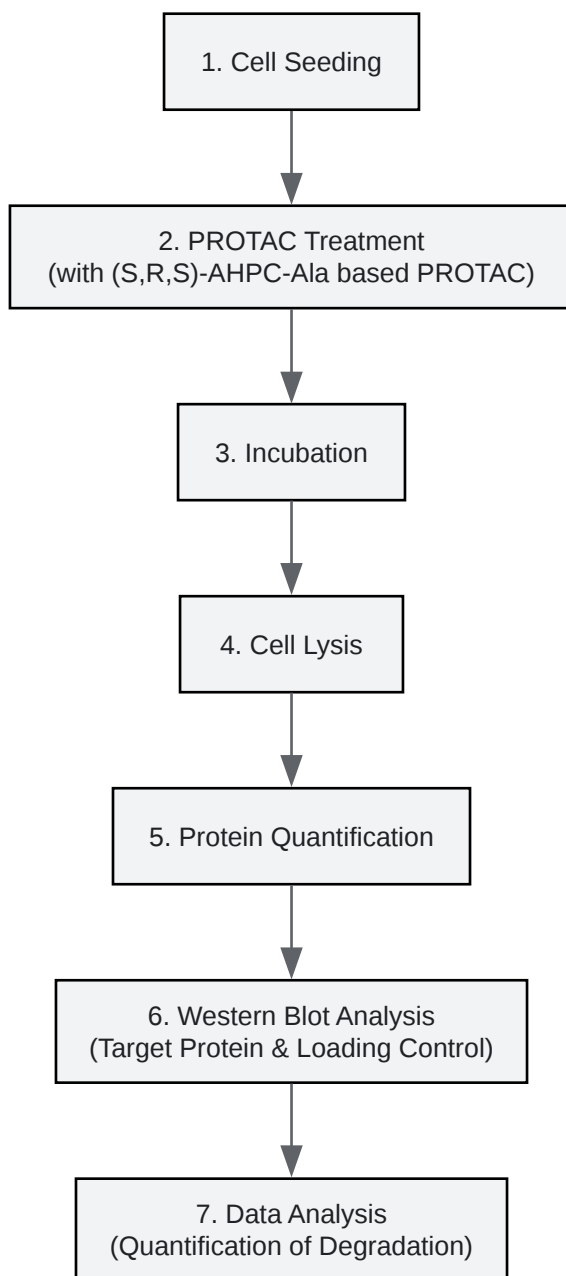 1. Cell Seeding
2. PROTAC Treatment
(with (S,R,S)-AHPC-Ala based PROTAC)
3. Incubation
4. Cell Lysis
5. Protein Quantification
6. Western Blot Analysis
(Target Protein & Loading Control)
7. Data Analysis
(Quantification of Degradation)